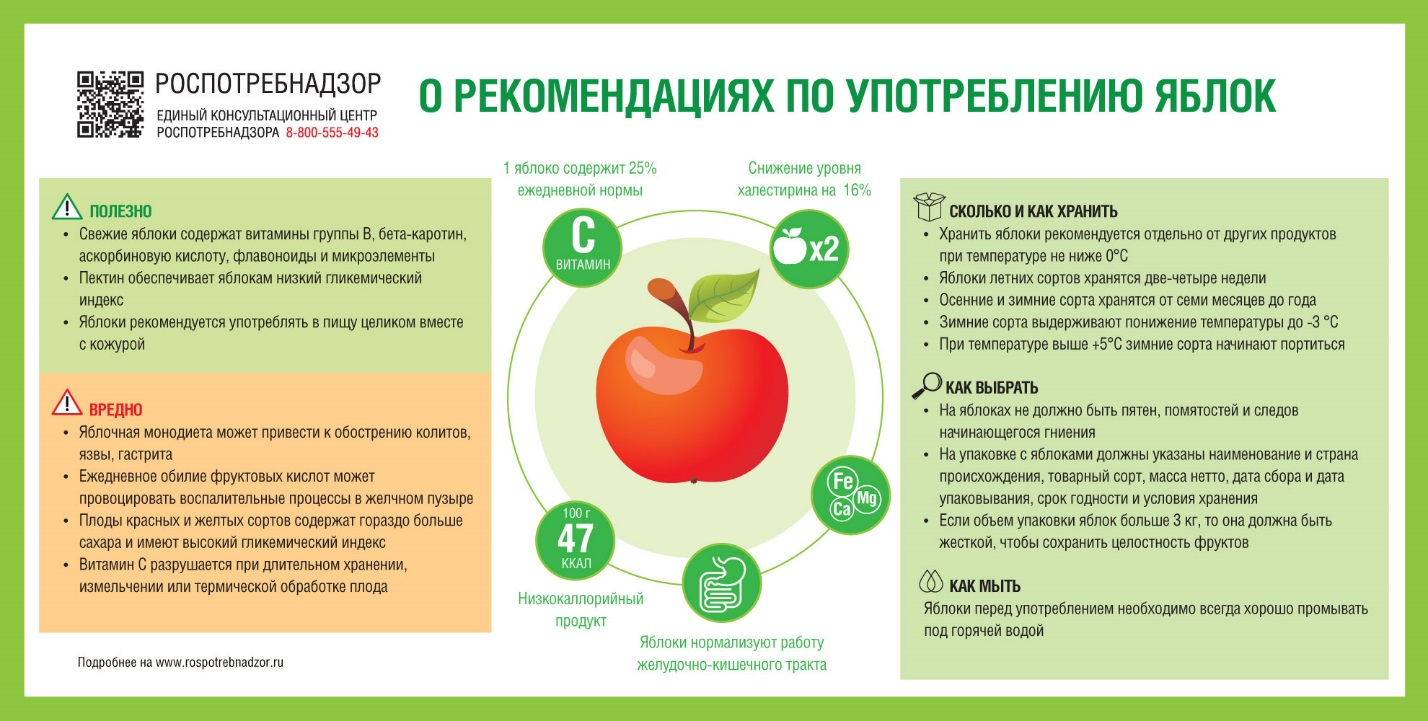 РОСПОТРЕБНАДЗОР
ЕДИНЫЙ КОНСУЛЬТАЦИОННЫЙ ЦЕНТР
РОСПОТРЕБНАДЗОРА 8-800-555-49-43
О РЕКОМЕНДАЦИЯХ ПО УПОТРЕБЛЕНИЮ ЯБЛОК
ПОЛЕЗНО
• Свежие яблоки содержат витамины группы В, бета-каротин,
аскорбиновую кислоту, флавоноиды и микроэлементы
• Пектин обеспечивает яблокам низкий гликемический
индекс
• Яблоки рекомендуется употреблять в пищу целиком вместе
с кожурой
ВРЕДНО
• Яблочная монодиета может привести к обострению колитов,
язвы, гастрита
• Ежедневное обилие фруктовых кислот может
провоцировать воспалительные процессы в желчном пузыре
• Плоды красных и желтых сортов содержат гораздо больше
сахара и имеют высокий гликемический индекс
• Витамин С разрушается при длительном хранении,
измельчении или термической обработке плода
Подробнее на www.rospotrebnadzor.ru
1 яблоко содержит 25%
ежедневной нормы
С
ВИТАМИН
Снижение уровня
халестирина на 16%
x2
Fe
Mg
Ca
100 г
47
ККАЛ
Низкокаллорийный
продукт
Яблоки нормализуют работу
желудочно-кишечного тракта
СКОЛЬКО И КАК ХРАНИТЬ
• Хранить яблоки рекомендуется отдельно от других продуктов
при температуре не ниже 0°С
• Яблоки летних сортов хранятся две-четыре недели
• Осенние и зимние сорта хранятся от семи месяцев до года
• Зимние сорта выдерживают понижение температуры до -3 °С
• При температуре выше +5°С зимние сорта начинают портиться
КАК ВЫБРАТЬ
• На яблоках не должно быть пятен, помятостей и следов
начинающегося гниения
• На упаковке с яблоками должны указаны наименование и страна
происхождения, товарный сорт, масса нетто, дата сбора и дата
упаковывания, срок годности и условия хранения
• Если объем упаковки яблок больше 3 кг, то она должна быть
жесткой, чтобы сохранить целостность фруктов
КАК МЫТЬ
Яблоки перед употреблением необходимо всегда хорошо промывать
под горячей водой